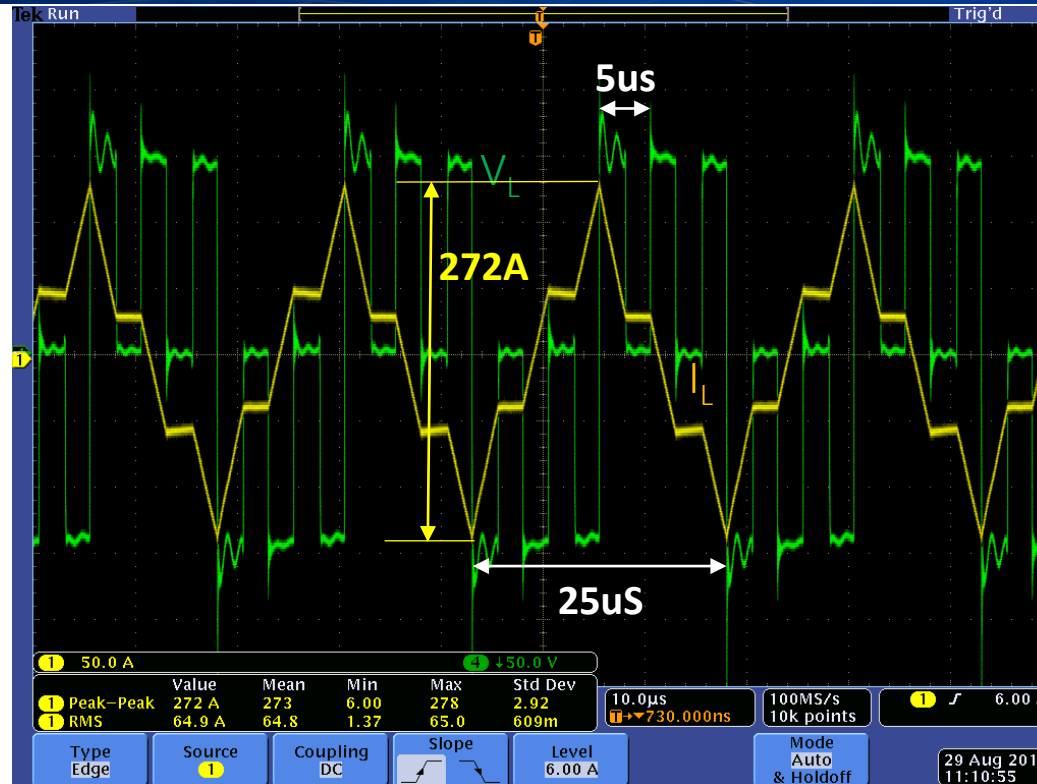 Tek Run Trig'd
T
T
5us
VL
272A
1
IL
25uS
1 50.0 A 4 ↓50.0 V
Value Mean Min Max Std Dev
1 Peak−Peak 272 A 273 6.00 278 2.92
1 RMS 64.9 A 64.8 1.37 65.0 609m
10.0µs
T→▼730.000ns
100MS/s
10k points
1 ∫ 6.00
Type
Edge
Source
1
Coupling
DC
Slope
Level
6.00 A
Mode
Auto
& Holdoff
29 Aug 201
11:10:55